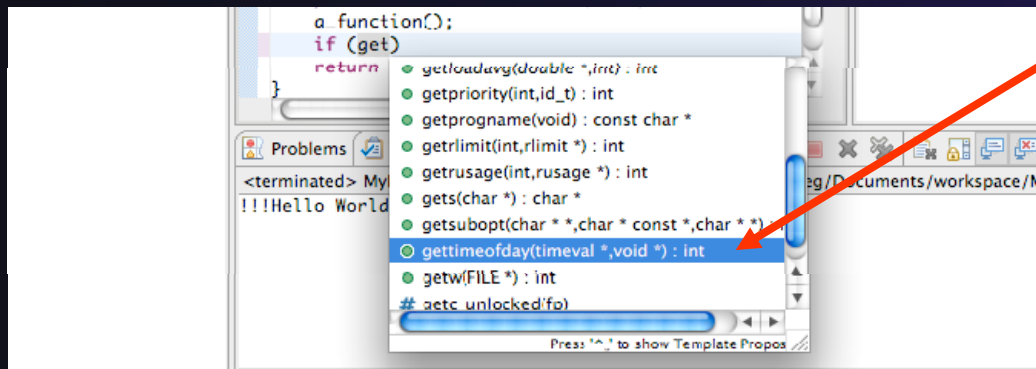 a_function();
if (get)
return
}
getloadavg(double *,int) : int
getpriority(int,id_t) : int
getprogname(void) : const char *
getrlimit(int,rlimit *) : int
getrusage(int,rusage *) : int
gets(char *) : char *
getsubopt(char * *,char * const *,char * *) :
gettimeofday(timeval *,void *) : int
getw(FILE *) : int
# getc_unlocked(fp)
Press '^_' to show Template Propos
Problems
<terminated> My
eg/Documents/workspace/M
!!!Hello World